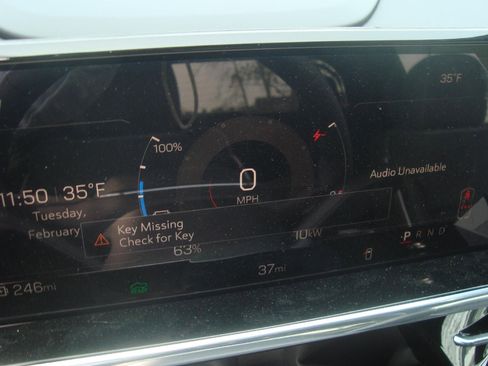 35°F
100%
11:50 35°F
0
MPH
Audio Unavailable
Tuesday,
February
Key Missing
Check for Key
63%
10kW
P R N D
246mi
37mi